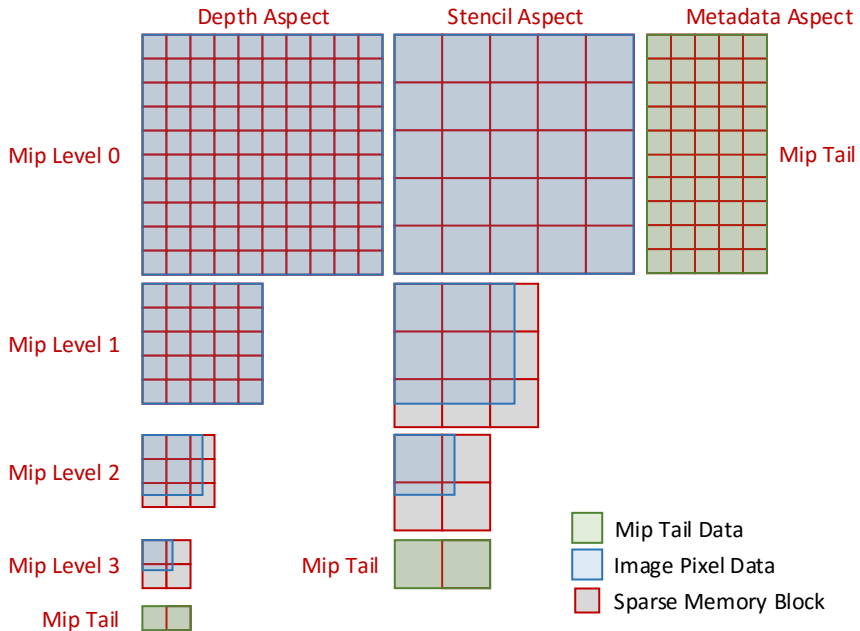 Depth Aspect
Stencil Aspect
Metadata Aspect
Mip Level 0
Mip Tail
Mip Level 1
Mip Level 2
Mip Level 3
Mip Tail
Mip Tail
Mip Tail Data
Image Pixel Data
Sparse Memory Block